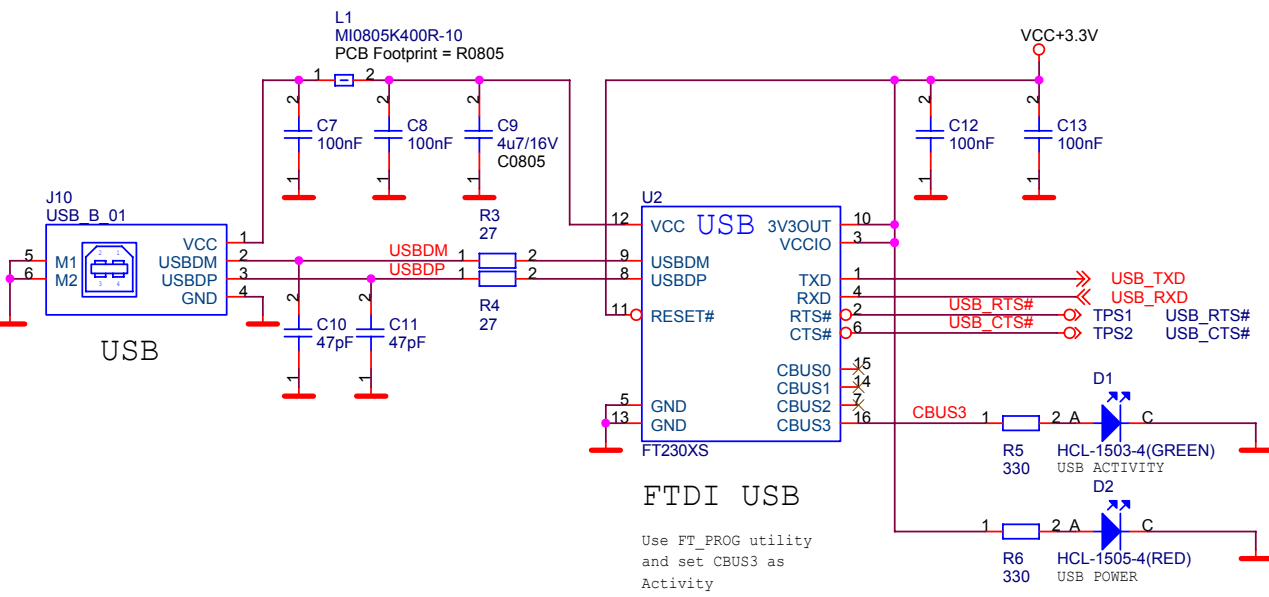 L1
MI0805K400R-10
PCB Footprint = R0805
VCC+3.3V
1 2
2 2 2 2 2
C7
100nF
C8
100nF
C9
4u7/16V
C0805
C12
100nF
C13
100nF
1 1 1 1 1
J10
USB_B_01
VCC 1
USBDM 2
USBDP 3
GND 4
5 M1
6 M2
2 1
3 4
USB
USBDM
USBDP
R3
27
1 2
1 2
R4
27
2 2
C10
47pF
C11
47pF
1 1
U2
USB
12 VCC
9 USBDM
8 USBDP
11 RESET#
5 GND
13 GND
3V3OUT 10
VCCIO 3
TXD 1
RXD 4
RTS# 2
CTS# 6
CBUS0 15
CBUS1 14
CBUS2 7
CBUS3 16
FT230XS
USB_TXD
USB_RXD
USB_RTS#
TPS1 USB_RTS#
USB_CTS#
TPS2 USB_CTS#
CBUS3
1 2 A C
D1
R5
330
HCL-1503-4(GREEN)
USB ACTIVITY
D2
1 2 A C
R6
330
HCL-1505-4(RED)
USB POWER
FTDI USB
Use FT_PROG utility
and set CBUS3 as
Activity